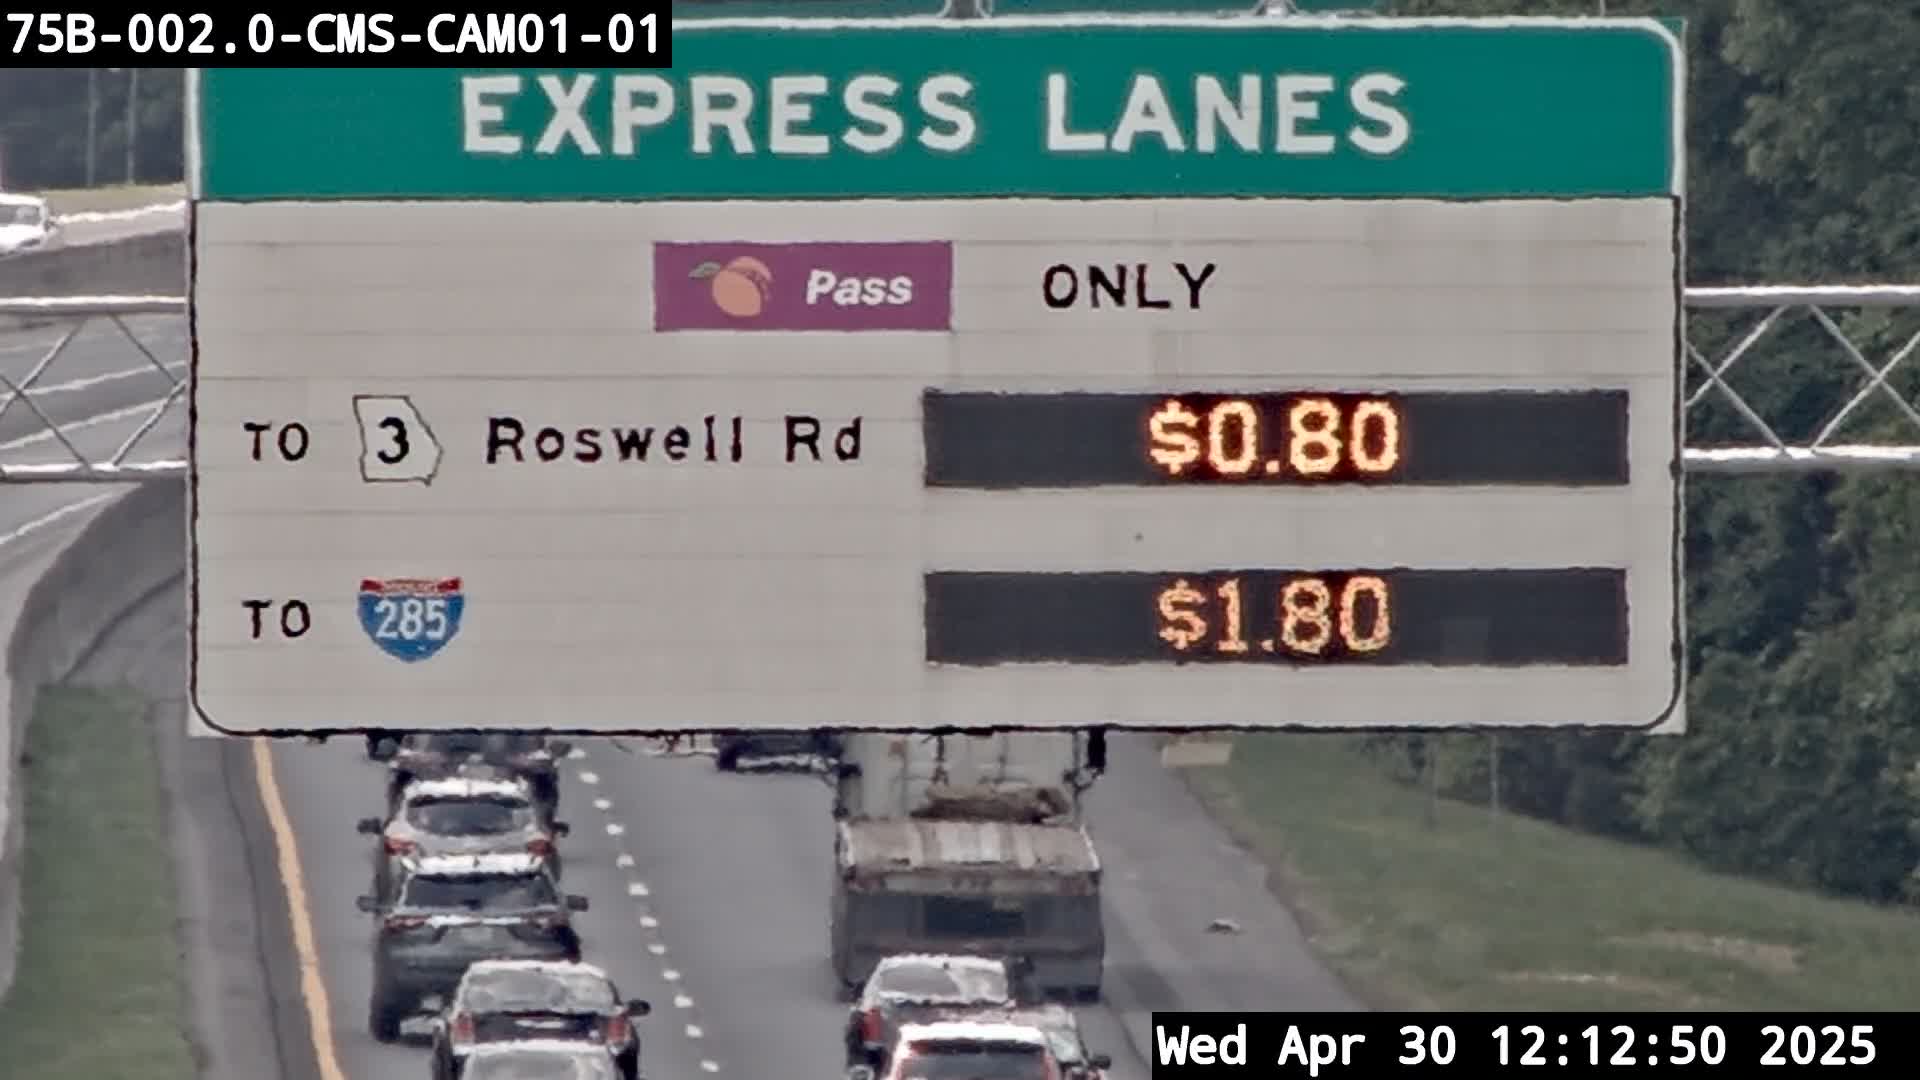 75B-002.0-CMS-CAM01-01
EXPRESS LANES
Pass ONLY
TO 3 Roswell Rd $0.80
TO 285 $1.80
Wed Apr 30 12:12:50 2025